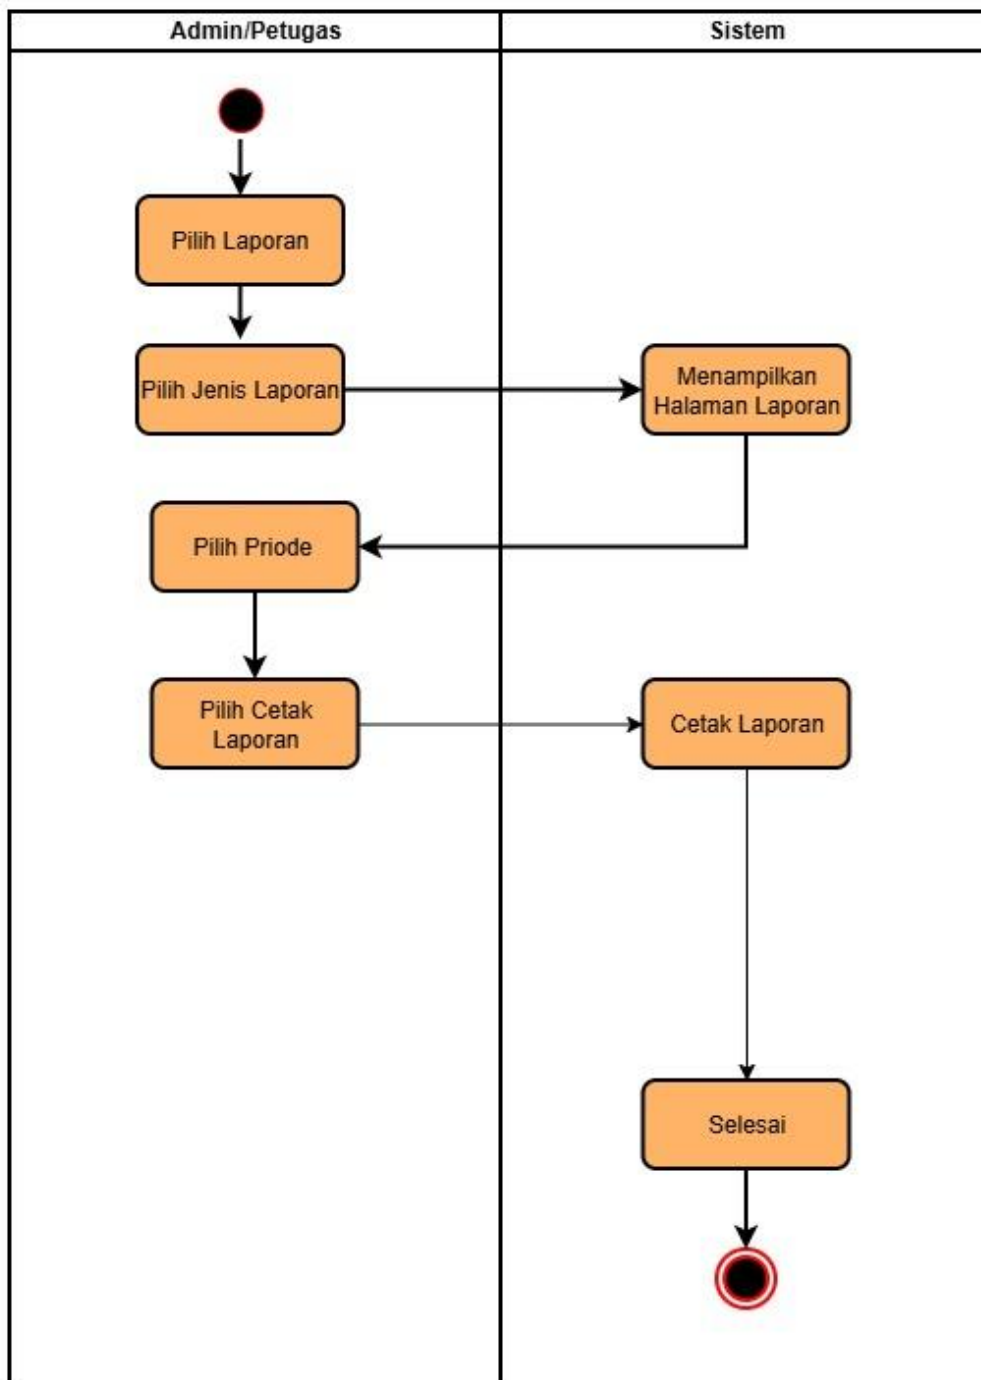 Admin/Petugas
Sistem
Pilih Laporan
Pilih Jenis Laporan
Menampilkan
Halaman Laporan
Pilih Priode
Pilih Cetak
Laporan
Cetak Laporan
Selesai